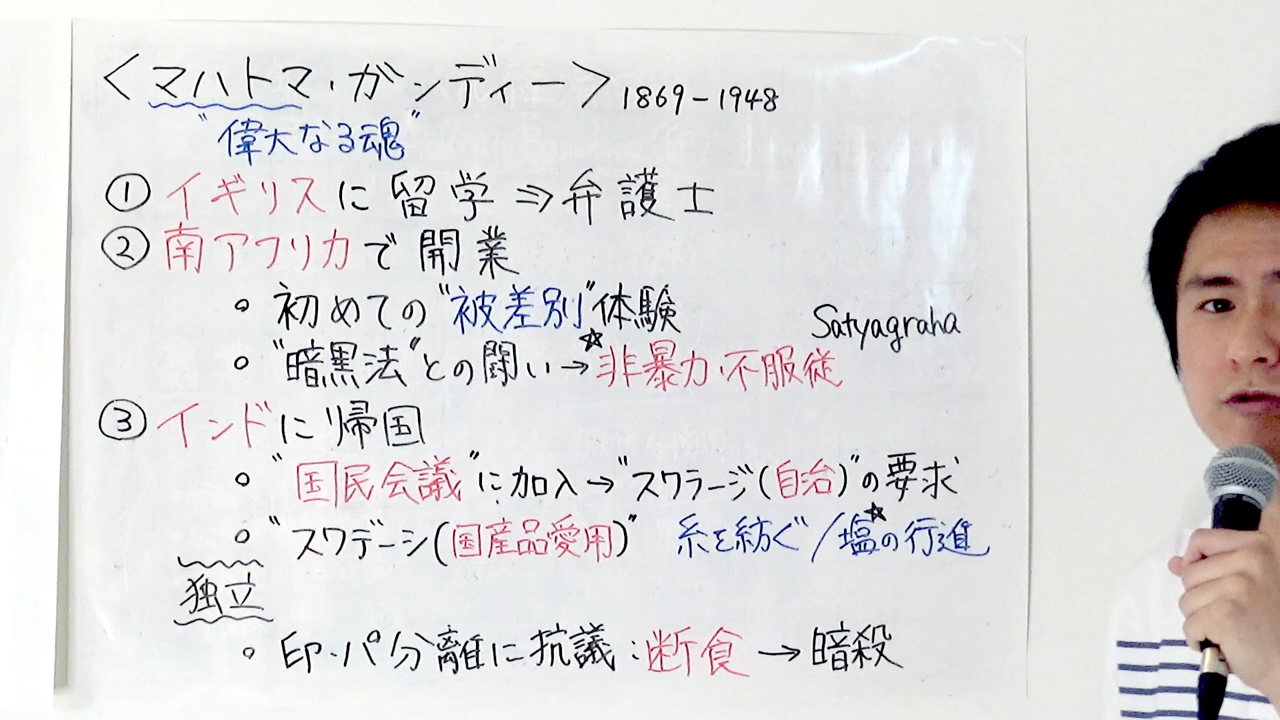 <マハトマ・ガンディー> 1869-1948
"偉大なる魂"
① イギリスに留学⇒弁護士
② 南アフリカで開業
○ 初めての"被差別"体験
Satyagraha
○ "暗黒法"との闘い→☆非暴力・不服従
③ インドに帰国
○ "国民会議"に加入→"スワラージ(自治)"の要求
○ "スワデーシ(国産品愛用)" 糸を紡ぐ/塩☆の行進
独立
○ 印・パ分離に抗議:断食→暗殺